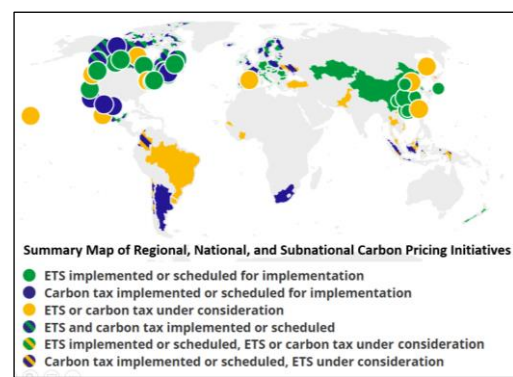 Summary Map of Regional, National, and Subnational Carbon Pricing Initiatives
ETS implemented or scheduled for implementation
Carbon tax implemented or scheduled for implementation
ETS or carbon tax under consideration
ETS and carbon tax implemented or scheduled
ETS implemented or scheduled, ETS or carbon tax under consideration
Carbon tax implemented or scheduled, ETS under consideration